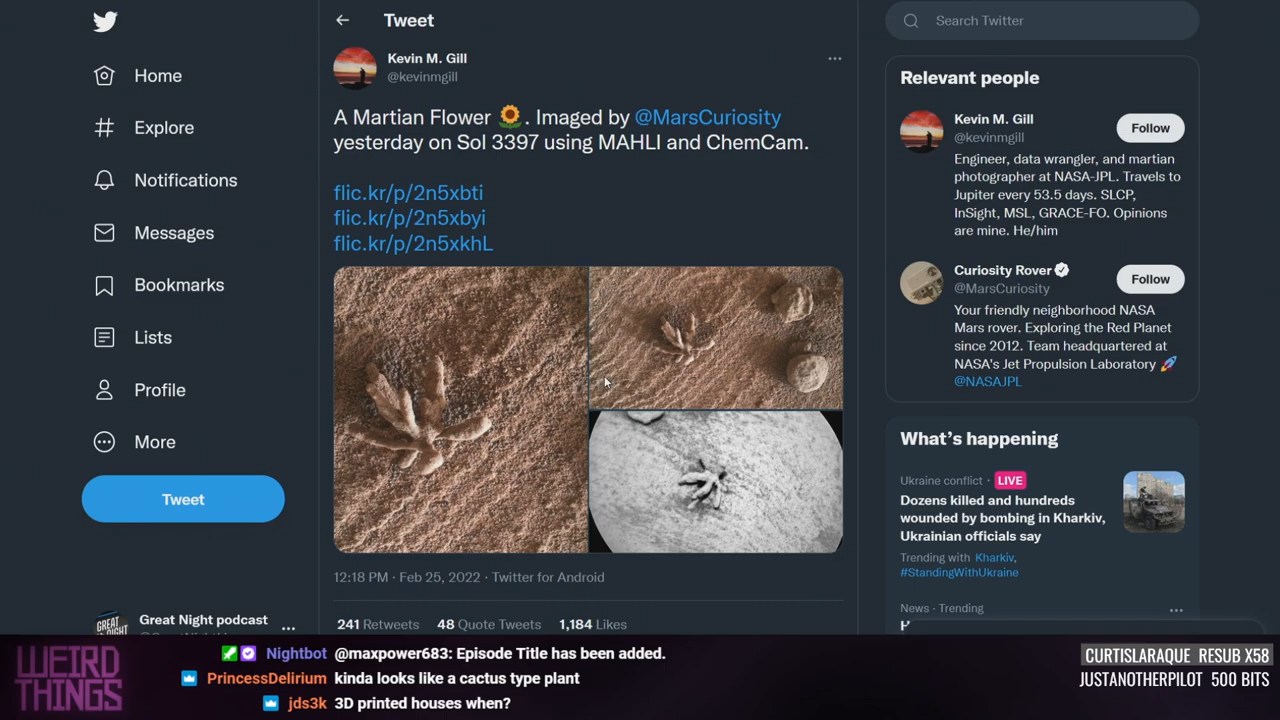 Home
Explore
Notifications
Messages
Bookmarks
Lists
Profile
More
Tweet
Great Night podcast
Tweet
Kevin M. Gill
@kevinmgill
A Martian Flower 🌻. Imaged by @MarsCuriosity
yesterday on Sol 3397 using MAHLI and ChemCam.
flic.kr/p/2n5xbti
flic.kr/p/2n5xbyi
flic.kr/p/2n5xkhL
12:18 PM · Feb 25, 2022 · Twitter for Android
241 Retweets 48 Quote Tweets 1,184 Likes
Search Twitter
Relevant people
Kevin M. Gill
@kevinmgill
Follow
Engineer, data wrangler, and martian
photographer at NASA-JPL. Travels to
Jupiter every 53.5 days. SLCP,
InSight, MSL, GRACE-FO. Opinions
are mine. He/him
Curiosity Rover
@MarsCuriosity
Follow
Your friendly neighborhood NASA
Mars rover. Exploring the Red Planet
since 2012. Team headquartered at
NASA's Jet Propulsion Laboratory 🚀
@NASAJPL
What's happening
Ukraine conflict · LIVE
Dozens killed and hundreds
wounded by bombing in Kharkiv,
Ukrainian officials say
Trending with Kharkiv,
#StandingWithUkraine
News · Trending
WEIRD
THINGS
Nightbot @maxpower683: Episode Title has been added.
PrincessDelirium kinda looks like a cactus type plant
jds3k 3D printed houses when?
CURTISLARAQUE RESUB X58
JUSTANOTHERPILOT 500 BITS